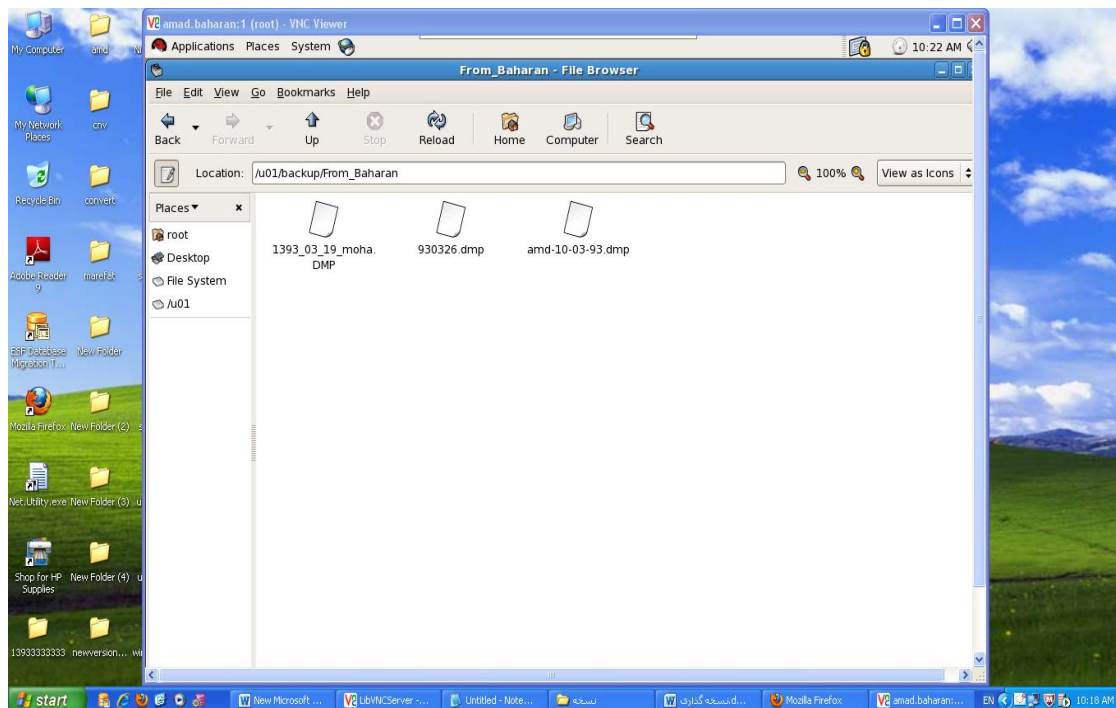 amad.baharan:1 (root) - VNC Viewer
Applications Places System
10:22 AM
From_Baharan - File Browser
File Edit View Go Bookmarks Help
Back Forward Up Stop Reload Home Computer Search
Location: /u01/backup/From_Baharan 100% View as Icons
Places
root
Desktop
File System
/u01
1393_03_19_moha.
DMP
930326.dmp
amd-10-03-93.dmp
My Computer
amd
My Network
Places
cnv
Recycle Bin
convert
Adobe Reader
9
marefat
ESF Database
Migration T...
New Folder
Mozilla Firefox
New Folder (2)
Net.Utility.exe
New Folder (3)
Shop for HP
Supplies
New Folder (4)
13933333333
newversion...
start
New Microsoft ...
LibVNCServer -...
Untitled - Note...
نسخه
نسخه گذاری.d...
Mozilla Firefox
amad.baharan:...
EN
10:18 AM